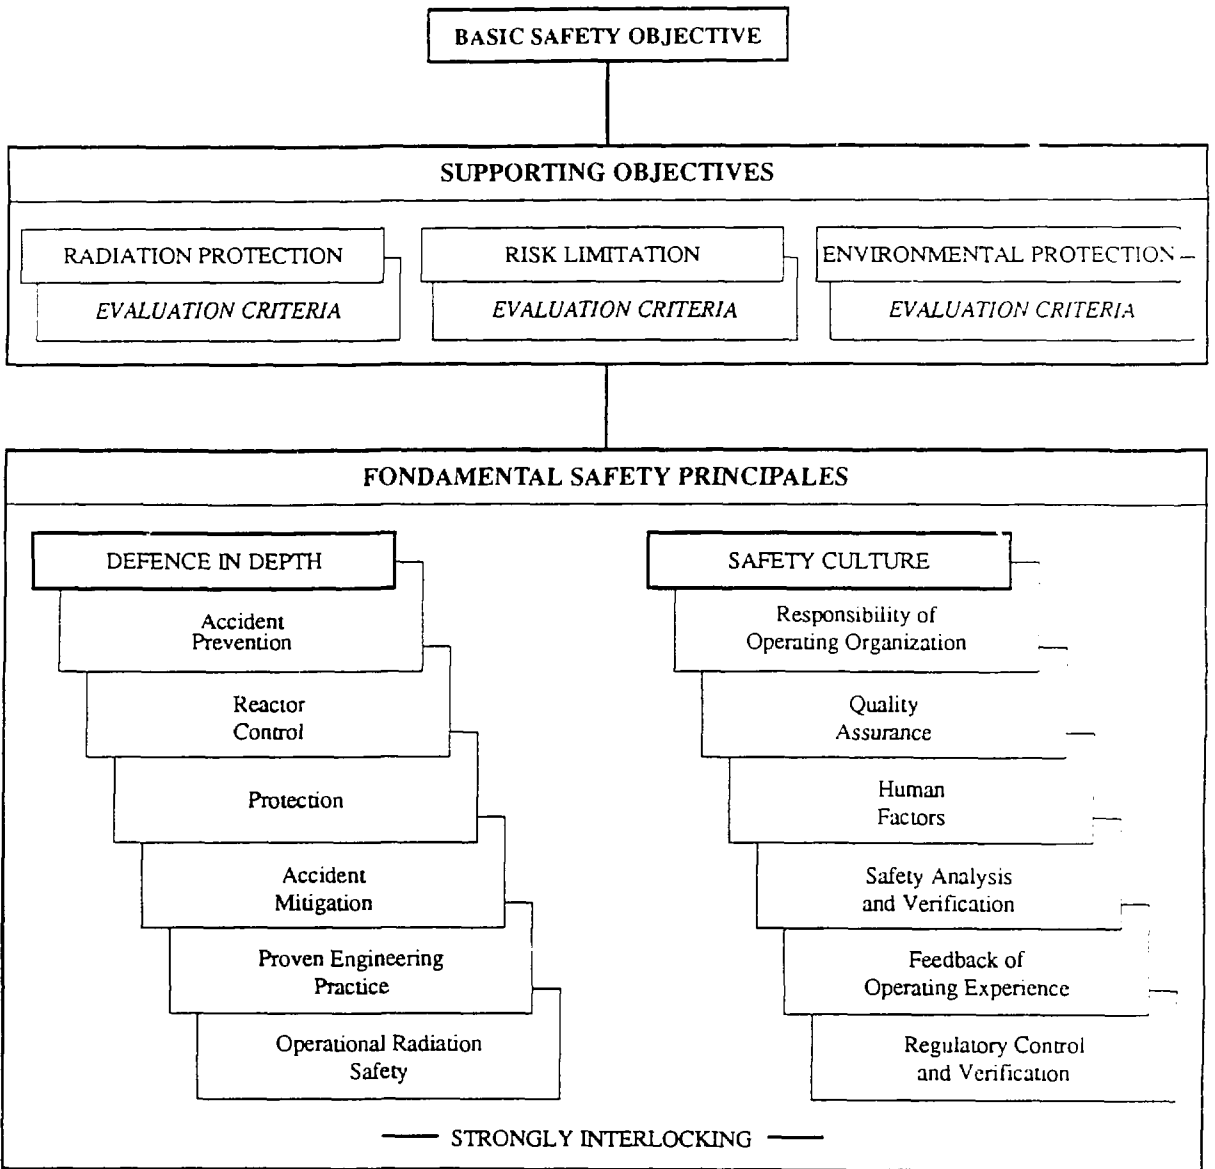 BASIC SAFETY OBJECTIVE
SUPPORTING OBJECTIVES
RADIATION PROTECTION
EVALUATION CRITERIA
RISK LIMITATION
EVALUATION CRITERIA
ENVIRONMENTAL PROTECTION
EVALUATION CRITERIA
FONDAMENTAL SAFETY PRINCIPALES
DEFENCE IN DEPTH
Accident
Prevention
Reactor
Control
Protection
Accident
Mitigation
Proven Engineering
Practice
Operational Radiation
Safety
SAFETY CULTURE
Responsibility of
Operating Organization
Quality
Assurance
Human
Factors
Safety Analysis
and Verification
Feedback of
Operating Experience
Regulatory Control
and Verification
STRONGLY INTERLOCKING